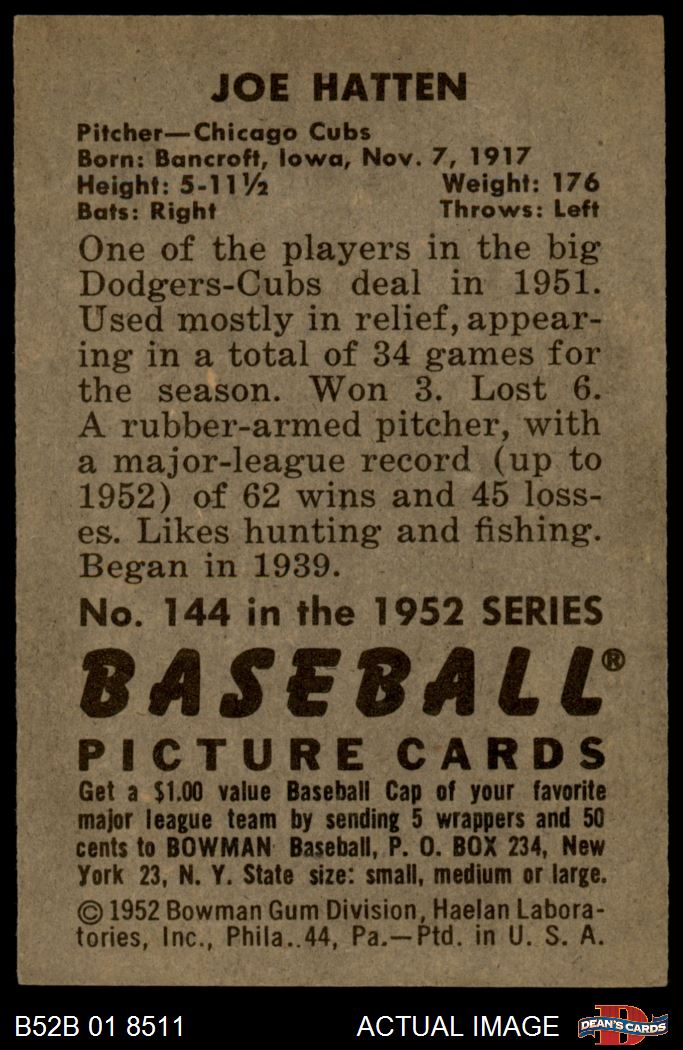 JOE HATTEN
Pitcher—Chicago Cubs
Born: Bancroft, Iowa, Nov. 7, 1917
Height: 5-11½ Weight: 176
Bats: Right Throws: Left
One of the players in the big
Dodgers-Cubs deal in 1951.
Used mostly in relief, appear-
ing in a total of 34 games for
the season. Won 3. Lost 6.
A rubber-armed pitcher, with
a major-league record (up to
1952) of 62 wins and 45 loss-
es. Likes hunting and fishing.
Began in 1939.
No. 144 in the 1952 SERIES
BASEBALL®
PICTURE CARDS
Get a $1.00 value Baseball Cap of your favorite
major league team by sending 5 wrappers and 50
cents to BOWMAN Baseball, P. O. BOX 234, New
York 23, N. Y. State size: small, medium or large.
© 1952 Bowman Gum Division, Haelan Labora-
tories, Inc., Phila..44, Pa.—Ptd. in U. S. A.
B52B 01 8511 ACTUAL IMAGE D DEAN'S CARDS